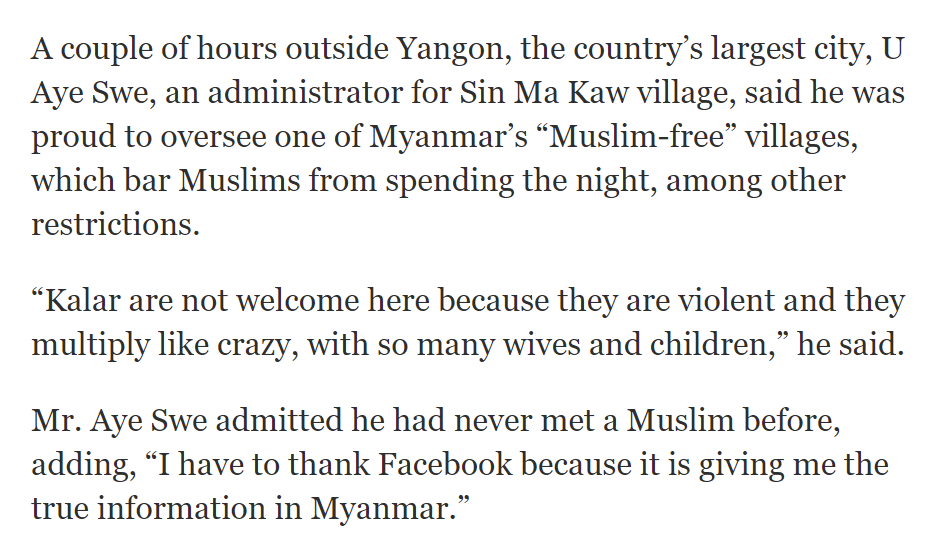 A couple of hours outside Yangon, the country’s largest city, U
Aye Swe, an administrator for Sin Ma Kaw village, said he was
proud to oversee one of Myanmar’s “Muslim-free” villages,
which bar Muslims from spending the night, among other
restrictions.
“Kalar are not welcome here because they are violent and they
multiply like crazy, with so many wives and children,” he said.
Mr. Aye Swe admitted he had never met a Muslim before,
adding, “I have to thank Facebook because it is giving me the
true information in Myanmar.”